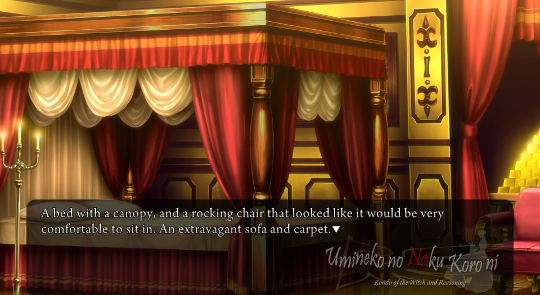 A bed with a canopy, and a rocking chair that looked like it would be very
comfortable to sit in. An extravagant sofa and carpet.▼
Umineko no Naku Koro ni
Rondo of the Witch and Reasoning